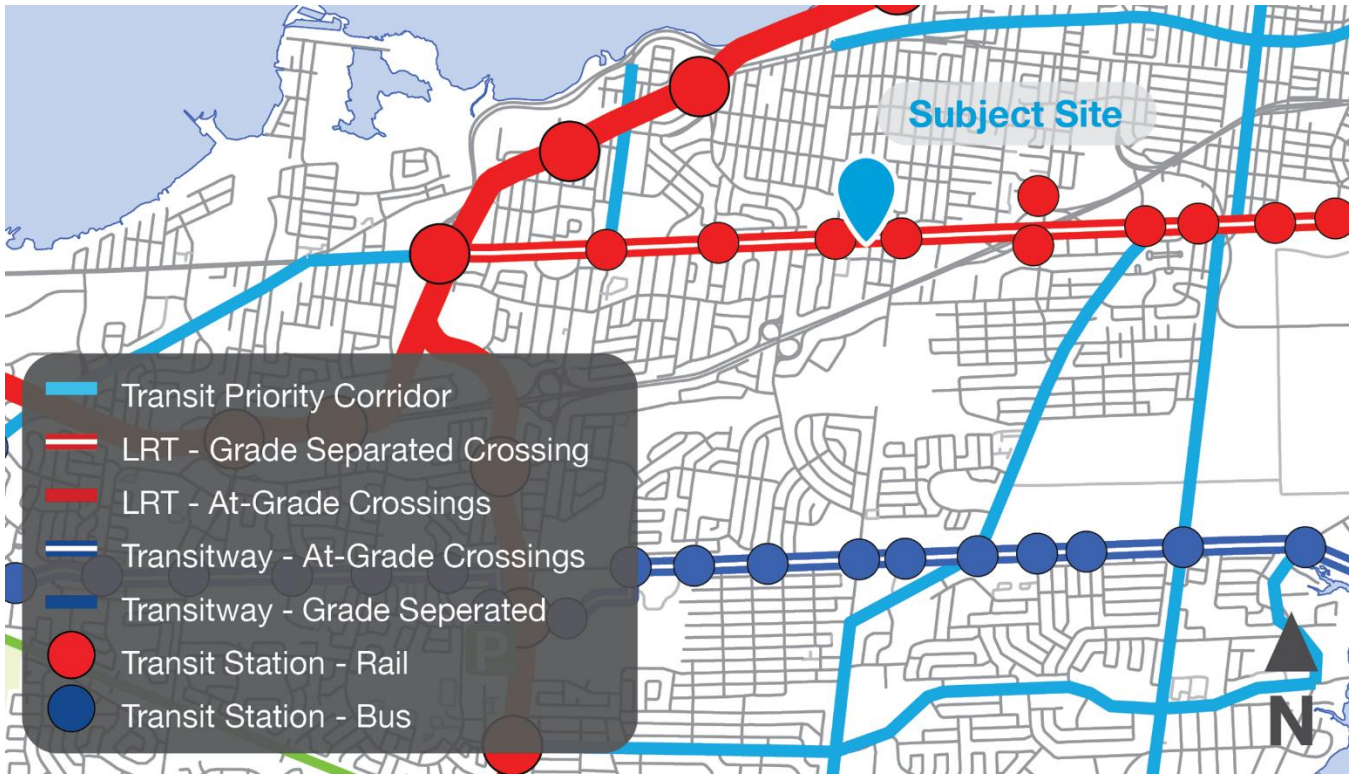 Subject Site
Transit Priority Corridor
LRT - Grade Separated Crossing
LRT - At-Grade Crossings
Transitway - At-Grade Crossings
Transitway - Grade Seperated
Transit Station - Rail
Transit Station - Bus
P
N